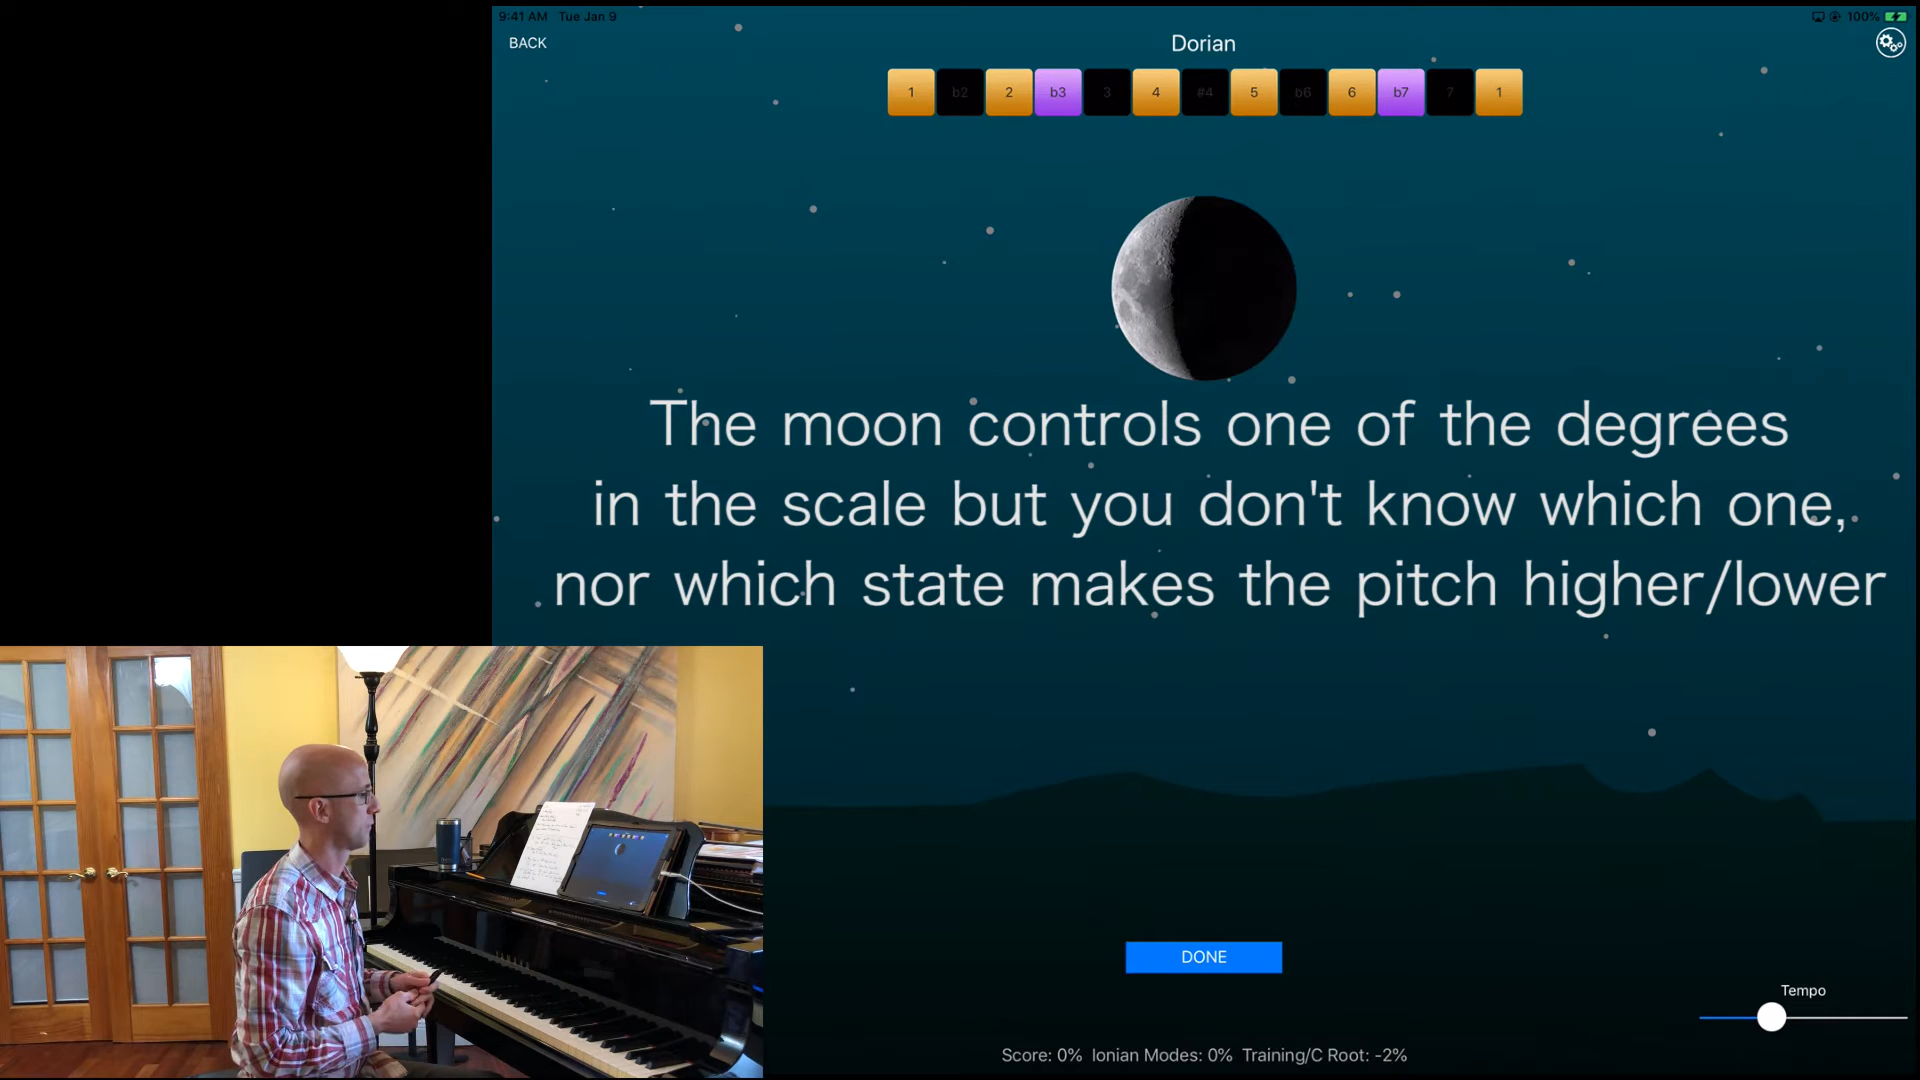 9:41 AM Tue Jan 9
100%
BACK
Dorian
1 b2 2 b3 3 4 #4 5 b6 6 b7 7 1
The moon controls one of the degrees
in the scale but you don't know which one,
nor which state makes the pitch higher/lower
DONE
Tempo
Score: 0% Ionian Modes: 0% Training/C Root: -2%